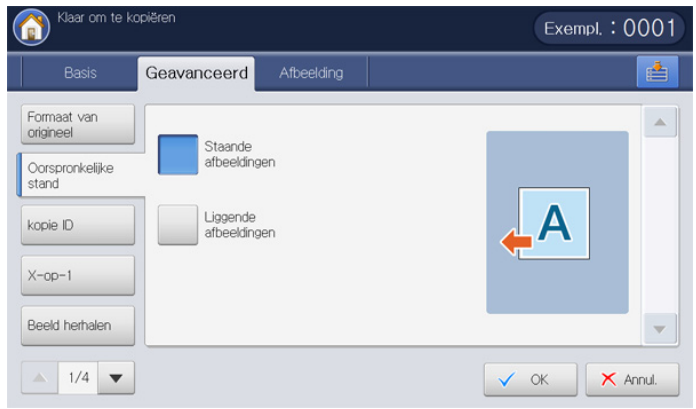 Klaar om te kopiëren
Exempl. : 0001
Basis
Geavanceerd
Afbeelding
Formaat van
origineel
Oorspronkelijke
stand
kopie ID
X-op-1
Beeld herhalen
Staande
afbeeldingen
Liggende
afbeeldingen
A
1/4
OK
Annul.